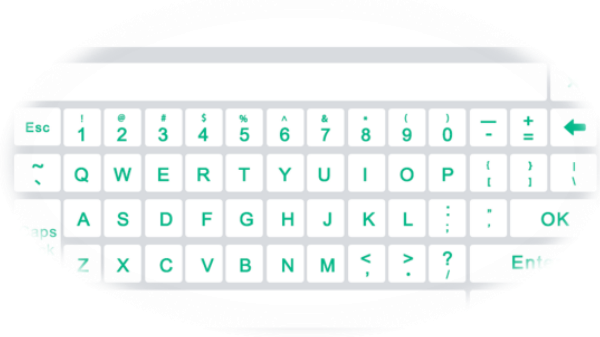 ! @ # $ % ^ & * ( ) — +
Esc 1 2 3 4 5 6 7 8 9 0 - =
~ Q W E R T Y U I O P { } |
` [ ] \
A S D F G H J K L : " OK
; '
Z X C V B N M < > ?
, . /